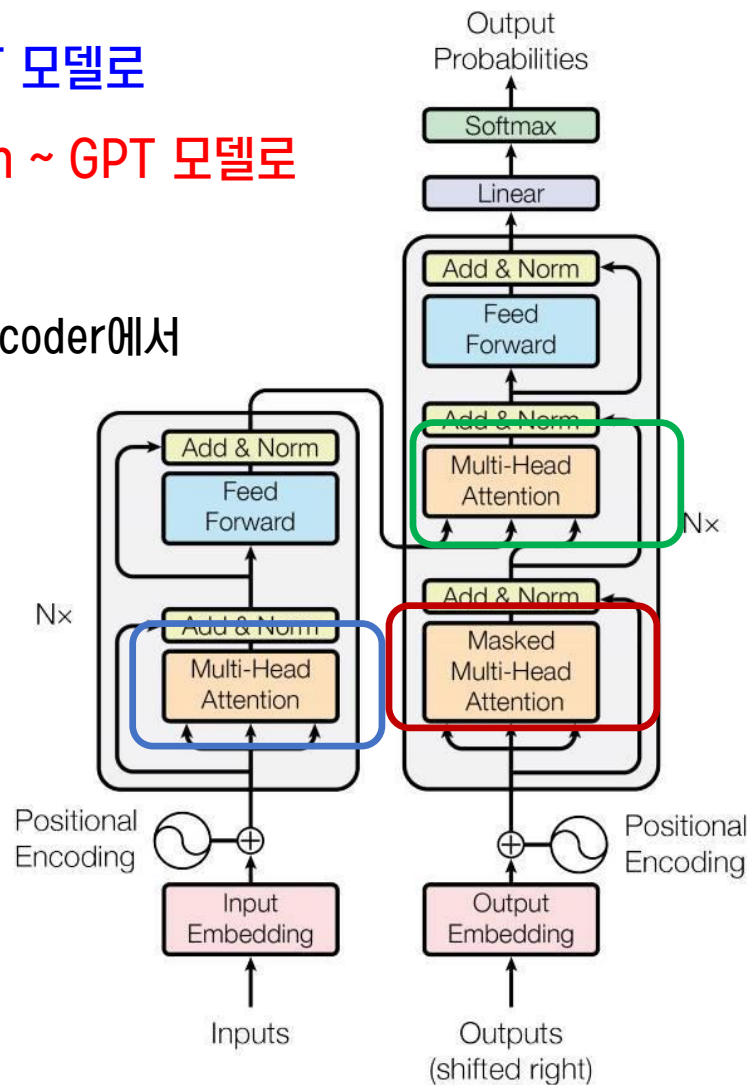 모델로
~ GPT 모델로
coder에서
Output
Probabilities
Softmax
Linear
Add & Norm
Feed
Forward
Add & Norm
Multi-Head
Attention
Nx
Add & Norm
Masked
Multi-Head
Attention
Add & Norm
Feed
Forward
Nx
Add & Norm
Multi-Head
Attention
Positional
Encoding
Positional
Encoding
Input
Embedding
Output
Embedding
Inputs
Outputs
(shifted right)